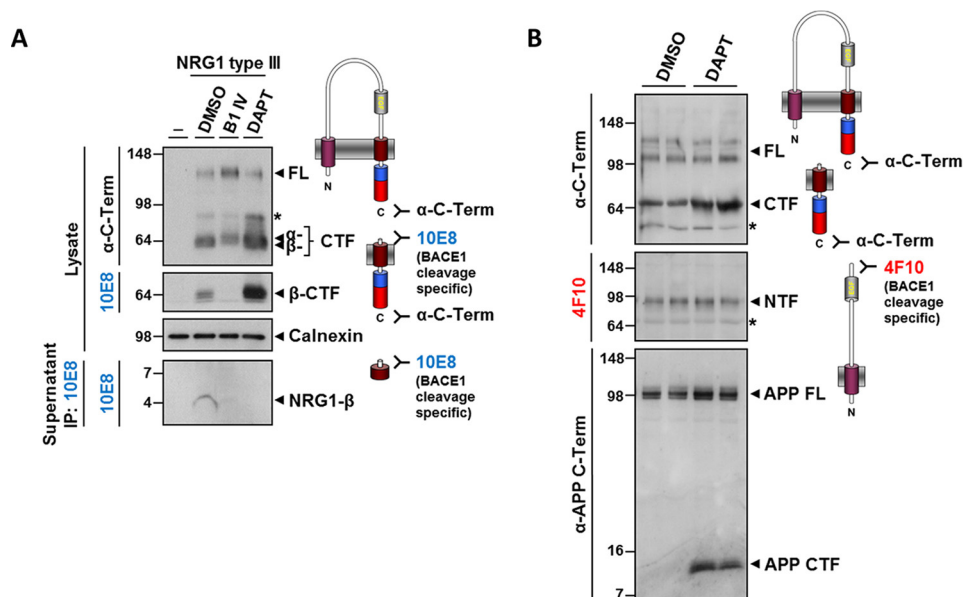 A
NRG1 type III
–
DMSO
B1 IV
DAPT
Lysate
α-C-Term
148
98
64
FL
*
α-
β-
CTF
10E8
64
β-CTF
98
Calnexin
Supernatant
IP: 10E8
10E8
7
4
NRG1-β
EGF
N
C
α-C-Term
10E8
(BACE1
cleavage
specific)
C
α-C-Term
10E8
(BACE1
cleavage
specific)
B
DMSO
DAPT
α-C-Term
148
98
64
FL
CTF
*
4F10
148
98
64
NTF
*
α-APP C-Term
98
16
7
APP FL
APP CTF
EGF
N
C
α-C-Term
C
α-C-Term
4F10
(BACE1
cleavage
specific)
EGF
N